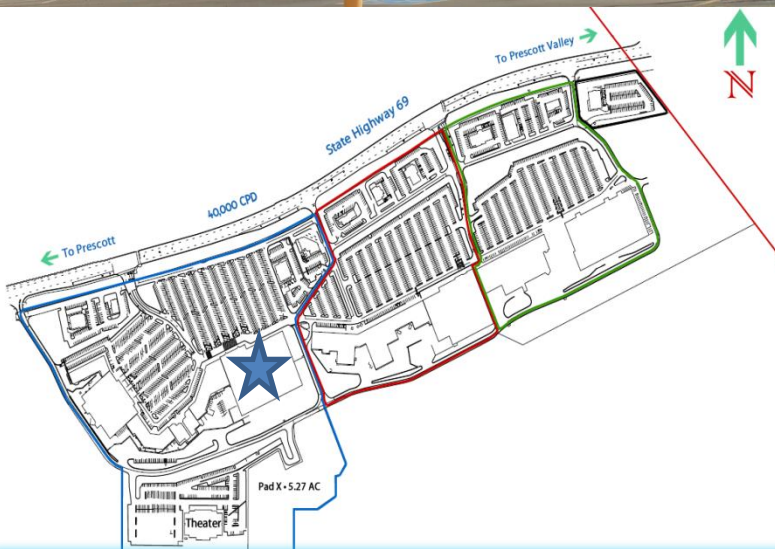 To Prescott Valley
N
State Highway 69
40,000 CPD
To Prescott
Pad X • 5.27 AC
Theater